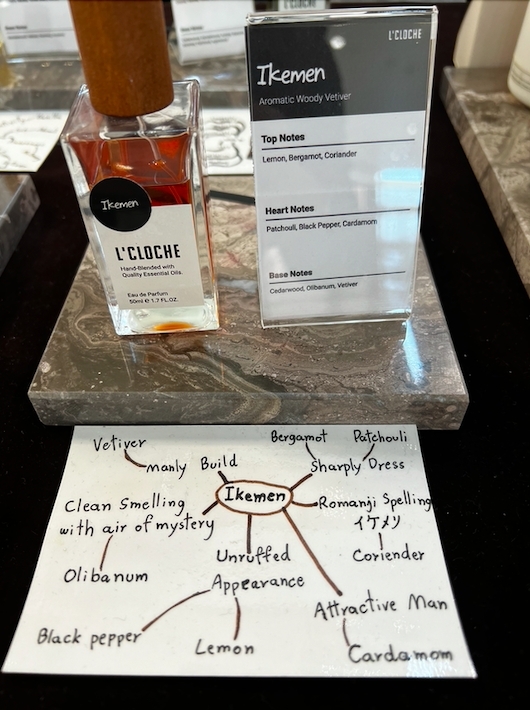 Ikemen
L'CLOCHE
Hand-Blended with
Quality Essential Oils.
Eau de Parfum
50ml ℮ 1.7 FL.OZ.
L'CLOCHE
Ikemen
Aromatic Woody Vetiver
Top Notes
Lemon, Bergamot, Coriander
Heart Notes
Patchouli, Black Pepper, Cardamom
Base Notes
Cedarwood, Olibanum, Vetiver
Vetiver
manly Build
Bergamot
Patchouli
Sharply Dress
Ikemen
Clean Smelling
with air of mystery
Romanji Spelling
イケメン
Olibanum
Unruffed
Appearance
Coriender
Attractive Man
Black pepper
Lemon
Cardamom